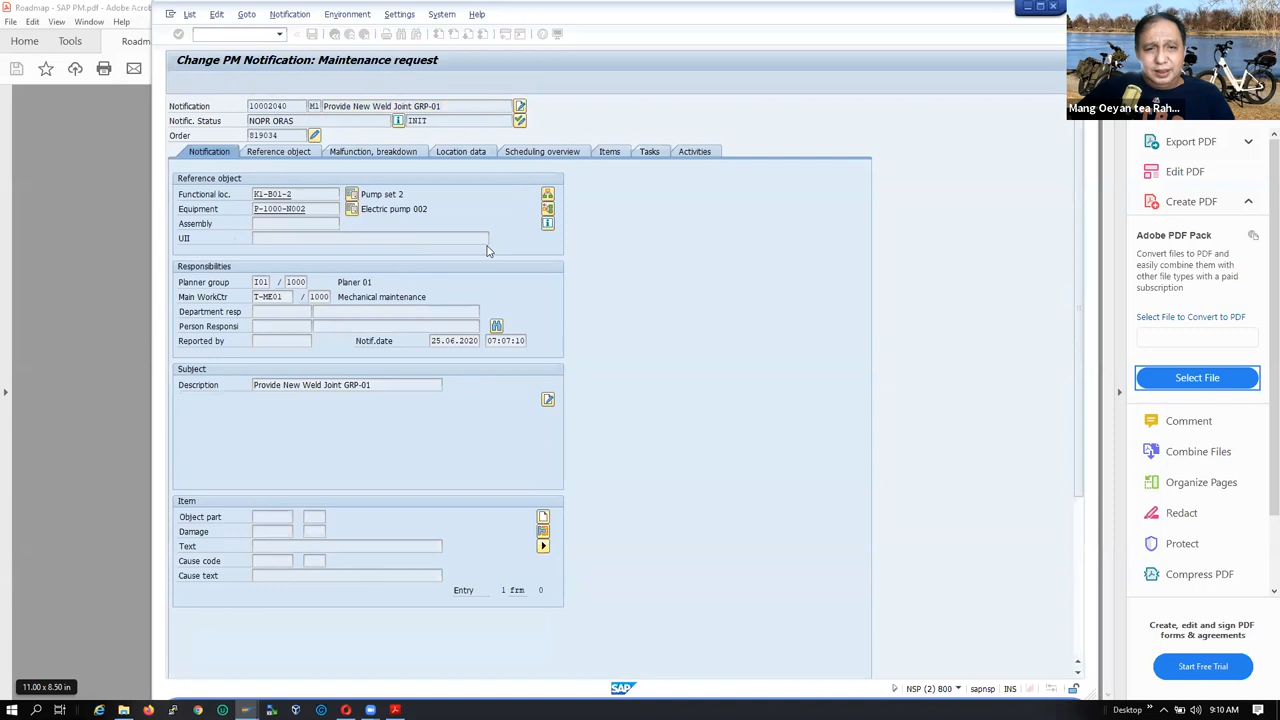 Roadmap - SAP PM.pdf - Adobe Acrob
File Edit View Window
Home Tools Roadm
List Edit Goto Notification Environment Settings System Help
Change PM Notification: Maintenance request
Notification 10002040 M1 Provide New Weld Joint GRP-01
Notific. Status NOPR ORAS INIT
Order 819034
Notification Reference object Malfunction, breakdown Location data Scheduling overview Items Tasks Activities
Reference object
Functional loc. K1-B01-2 Pump set 2
Equipment P-1000-N002 Electric pump 002
Assembly
UII
Responsibilities
Planner group I01 / 1000 Planer 01
Main WorkCtr T-ME01 / 1000 Mechanical maintenance
Department resp
Person Responsi
Reported by Notif.date 25.06.2020 07:07:10
Subject
Description Provide New Weld Joint GRP-01
Item
Object part
Damage
Text
Cause code
Cause text
Entry 1 frm 0
SAP NSP (2) 800 sapnsp INS
11.00 x 8.50 in
Mang Oeyan tea Rah...
Export PDF
Edit PDF
Create PDF
Adobe PDF Pack
Convert files to PDF and
easily combine them with
other file types with a paid
subscription
Select File to Convert to PDF
Select File
Comment
Combine Files
Organize Pages
Redact
Protect
Compress PDF
Create, edit and sign PDF
forms & agreements
Start Free Trial
Desktop 9:10 AM